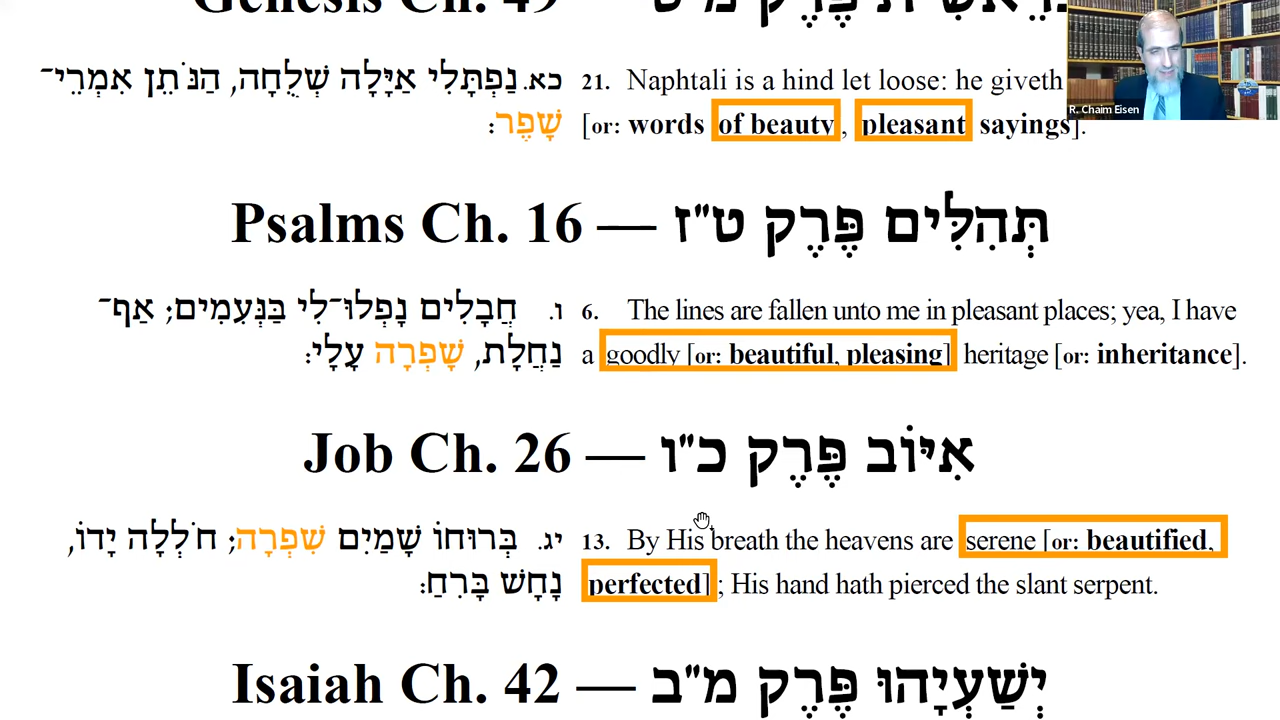 Genesis Ch. 49 — בְּרֵאשִׁית פֶּרֶק מ"ט
כא. נַפְתָּלִי אַיָּלָה שְׁלֻחָה, הַנֹּתֵן אִמְרֵי־
שָׁפֶר:
21. Naphtali is a hind let loose: he giveth
[or: words of beauty, pleasant sayings].
R. Chaim Eisen
Psalms Ch. 16 — תְּהִלִּים פֶּרֶק ט"ז
ו. חֲבָלִים נָפְלוּ־לִי בַּנְּעִמִים; אַף־
נַחֲלָת, שָׁפְרָה עָלָי:
6. The lines are fallen unto me in pleasant places; yea, I have
a goodly [or: beautiful, pleasing] heritage [or: inheritance].
Job Ch. 26 — אִיּוֹב פֶּרֶק כ"ו
יג. בְּרוּחוֹ שָׁמַיִם שִׁפְרָה; חֹלְלָה יָדוֹ,
נָחָשׁ בָּרִחַ:
13. By His breath the heavens are serene [or: beautified,
perfected]; His hand hath pierced the slant serpent.
Isaiah Ch. 42 — יְשַׁעְיָהוּ פֶּרֶק מ"ב